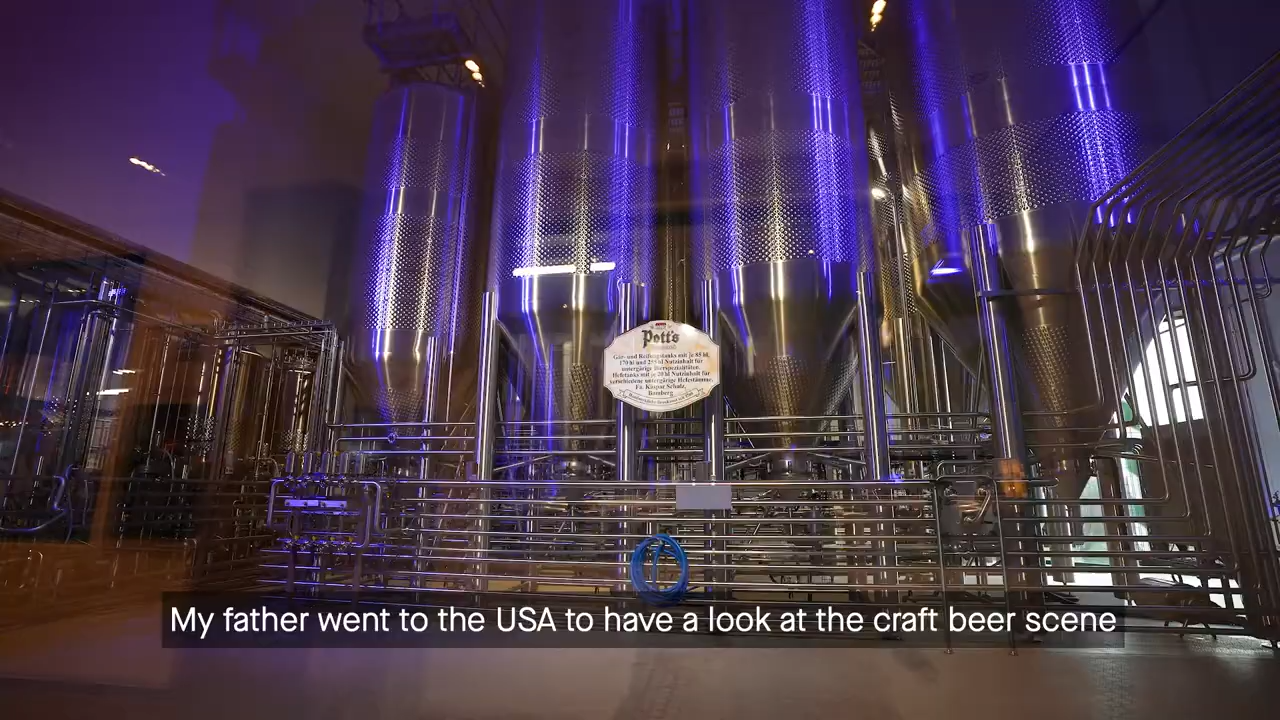 Pott's
Gär- und Reifungstanks mit je 85 hl,
170 hl und 255 hl Nutzinhalt für
untergärige Bierspezialitäten.
Hefetanks mit je 20 hl Nutzinhalt für
verschiedene untergärige Hefestämme.
Fa. Kaspar Schulz,
Bamberg
My father went to the USA to have a look at the craft beer scene